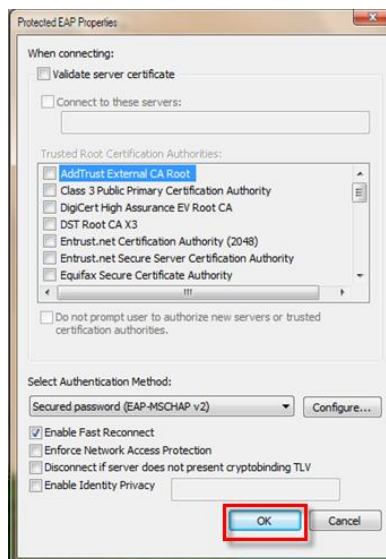 Protected EAP Properties
When connecting:
Validate server certificate
Connect to these servers:
Trusted Root Certification Authorities:
AddTrust External CA Root
Class 3 Public Primary Certification Authority
DigiCert High Assurance EV Root CA
DST Root CA X3
Entrust.net Certification Authority (2048)
Entrust.net Secure Server Certification Authority
Equifax Secure Certificate Authority
Do not prompt user to authorize new servers or trusted
certification authorities.
Select Authentication Method:
Secured password (EAP-MSCHAP v2) Configure...
Enable Fast Reconnect
Enforce Network Access Protection
Disconnect if server does not present cryptobinding TLV
Enable Identity Privacy
OK Cancel